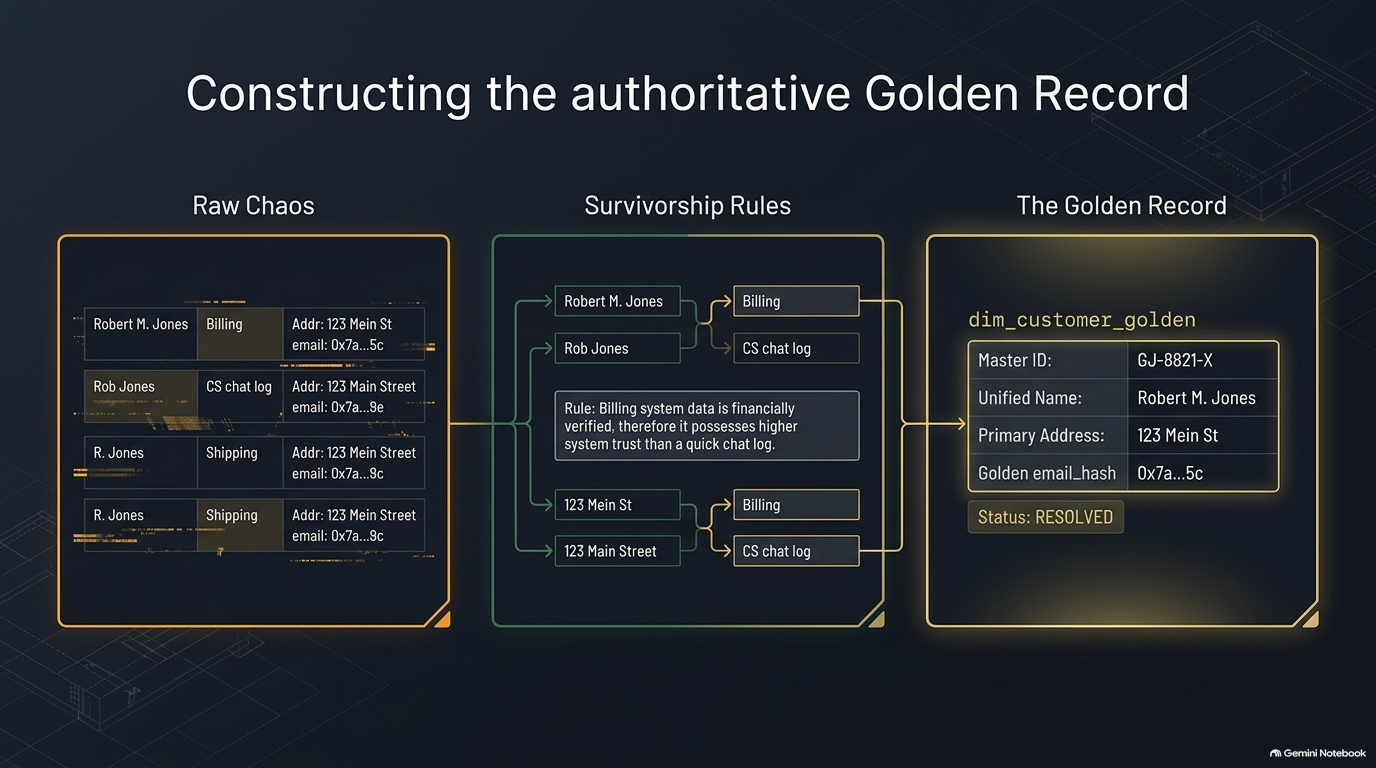 Constructing the authoritative Golden Record
Raw Chaos
Robert M. Jones
Billing
Addr: 123 Mein St
email: 0x7a...5c
Rob Jones
CS chat log
Addr: 123 Main Street
email: 0x7a...9e
R. Jones
Shipping
Addr: 123 Main Street
email: 0x7a...8c
R. Jones
Shipping
Addr: 123 Main Street
email: 0x7a...9c
Survivorship Rules
Robert M. Jones
Billing
Rob Jones
CS chat log
Rule: Billing system data is financially
verified, therefore it possesses higher
system trust than a quick chat log.
123 Mein St
Billing
123 Main Street
CS chat log
The Golden Record
dim_customer_golden
Master ID:
GJ-8821-X
Unified Name:
Robert M. Jones
Primary Address:
123 Mein St
Golden email_hash
0x7a...5c
Status: RESOLVED
Gemini Notebook